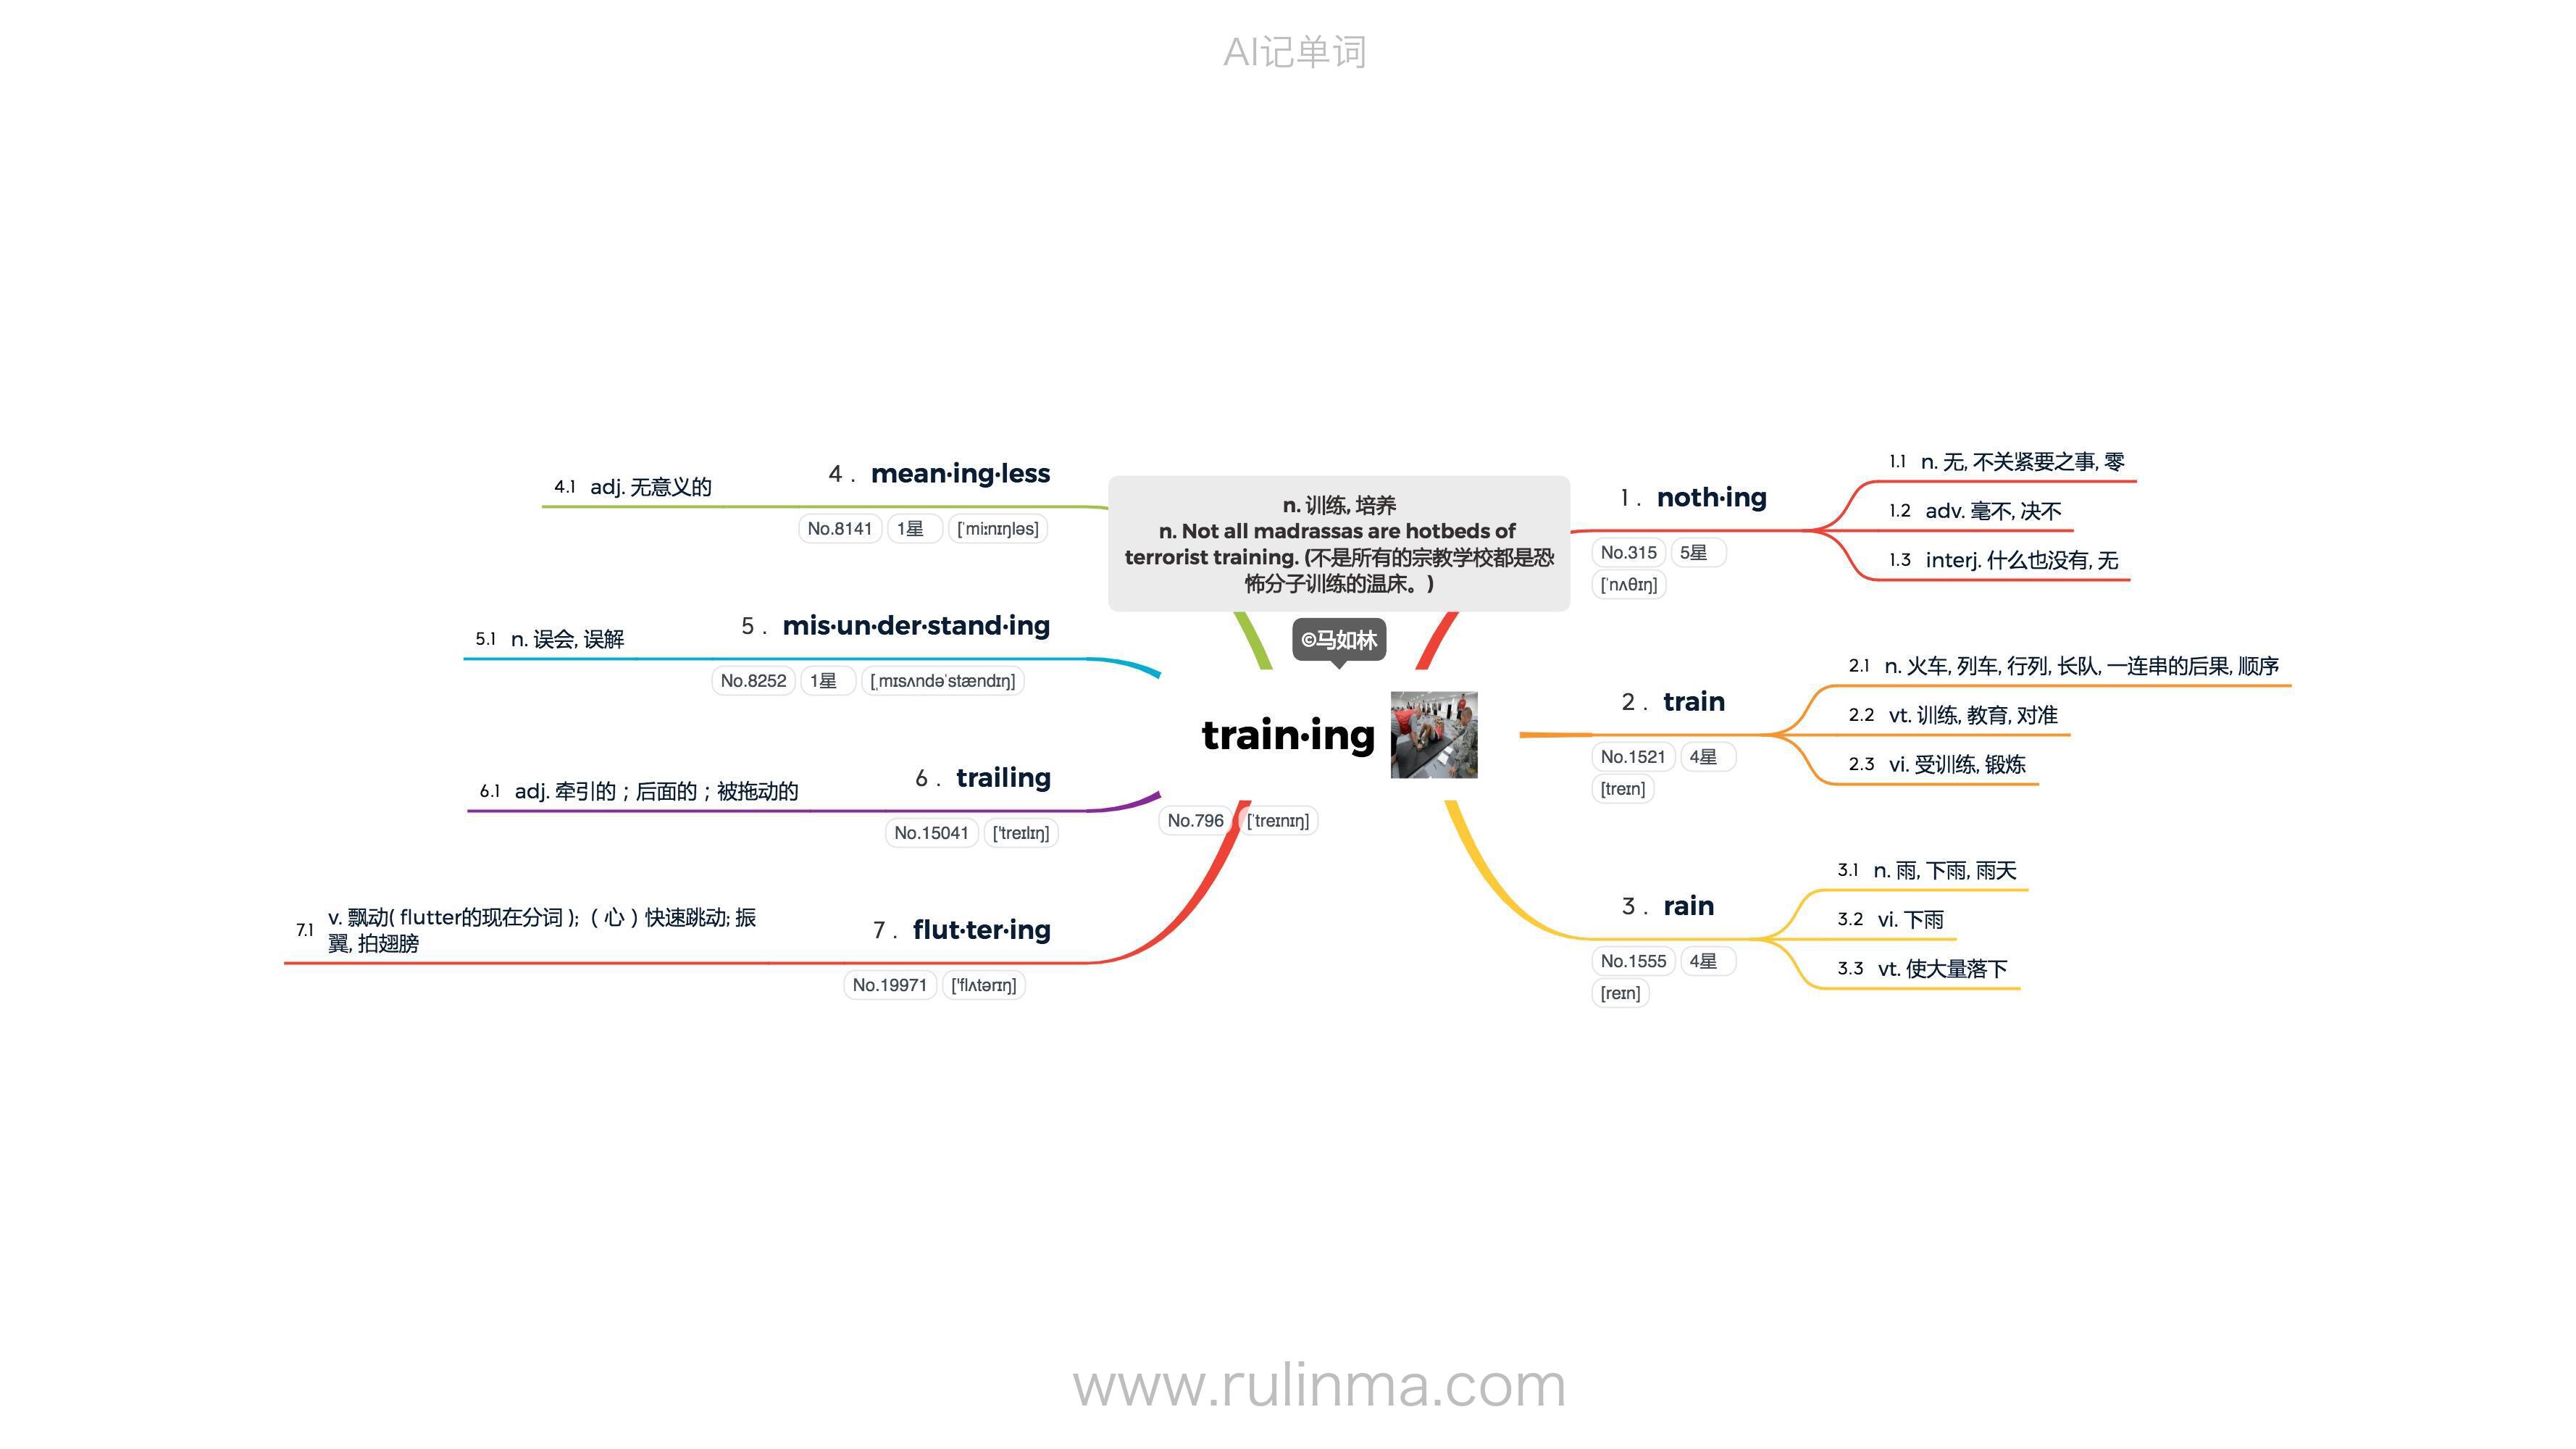 AI记单词
n. 训练, 培养
n. Not all madrassas are hotbeds of
terrorist training. (不是所有的宗教学校都是恐
怖分子训练的温床。)
©马如林
train·ing
No.796 [ˈtreɪnɪŋ]
1. noth·ing
No.315 5星
[ˈnʌθɪŋ]
1.1 n. 无, 不关紧要之事, 零
1.2 adv. 毫不, 决不
1.3 interj. 什么也没有, 无
2. train
No.1521 4星
[treɪn]
2.1 n. 火车, 列车, 行列, 长队, 一连串的后果, 顺序
2.2 vt. 训练, 教育, 对准
2.3 vi. 受训练, 锻炼
3. rain
No.1555 4星
[reɪn]
3.1 n. 雨, 下雨, 雨天
3.2 vi. 下雨
3.3 vt. 使大量落下
4. mean·ing·less
No.8141 1星 [ˈmiːnɪŋləs]
4.1 adj. 无意义的
5. mis·un·der·stand·ing
No.8252 1星 [ˌmɪsʌndəˈstændɪŋ]
5.1 n. 误会, 误解
6. trailing
No.15041 ['treɪlɪŋ]
6.1 adj. 牵引的；后面的；被拖动的
7. flut·ter·ing
No.19971 ['flʌtərɪŋ]
7.1 v. 飘动( flutter的现在分词 );（心）快速跳动; 振
翼, 拍翅膀
www.rulinma.com